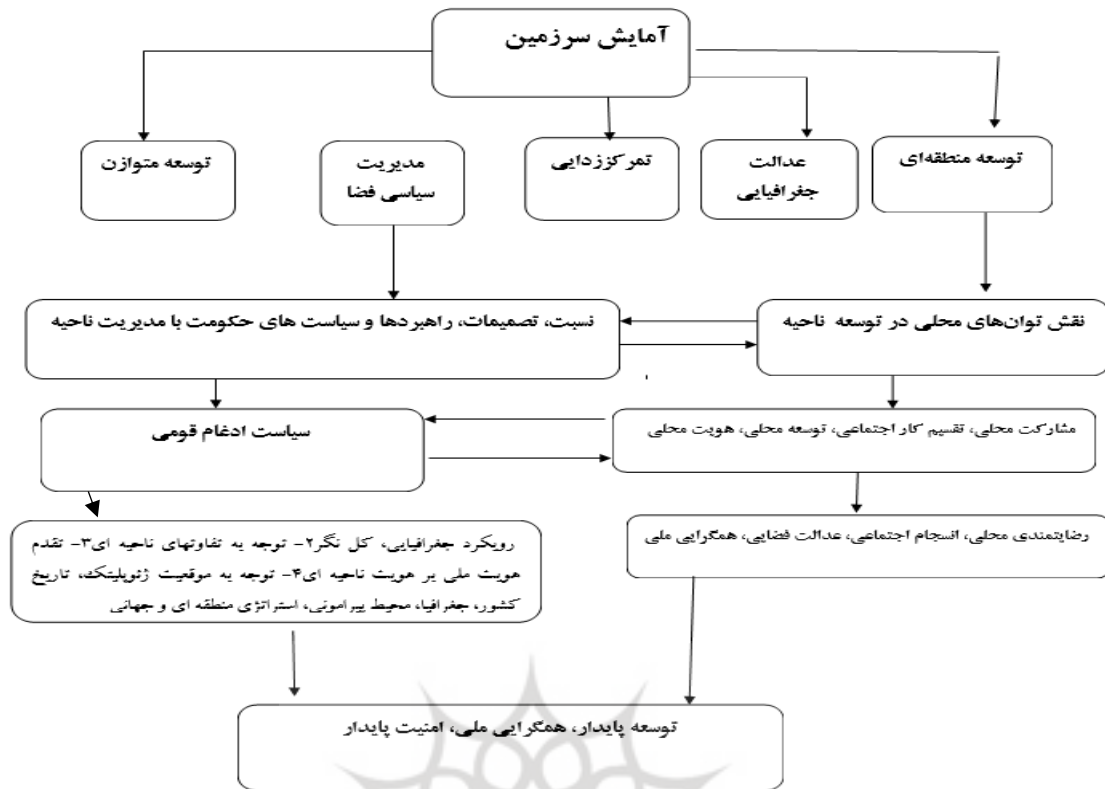 آمایش سرزمین
توسعه منطقه‌ای
عدالت
جغرافیایی
تمرکززدایی
مدیریت
سیاسی فضا
توسعه متوازن
نقش توان‌های محلی در توسعه ناحیه
نسبت، تصمیمات، راهبردها و سیاست های حکومت با مدیریت ناحیه
مشارکت محلی، تقسیم کار اجتماعی، توسعه محلی، هویت محلی
سیاست ادغام قومی
رضایتمندی محلی، انسجام اجتماعی، عدالت فضایی، همگرایی ملی
رویکرد جغرافیایی، کل نگر۲- توجه به تفاوتهای ناحیه ای۳- تقدم
هویت ملی بر هویت ناحیه ای۴- توجه به موقعیت ژئوپلیتک، تاریخ
کشور، جغرافیا، محیط پیرامونی، استراتژی منطقه ای و جهانی
توسعه پایدار، همگرایی ملی، امنیت پایدار